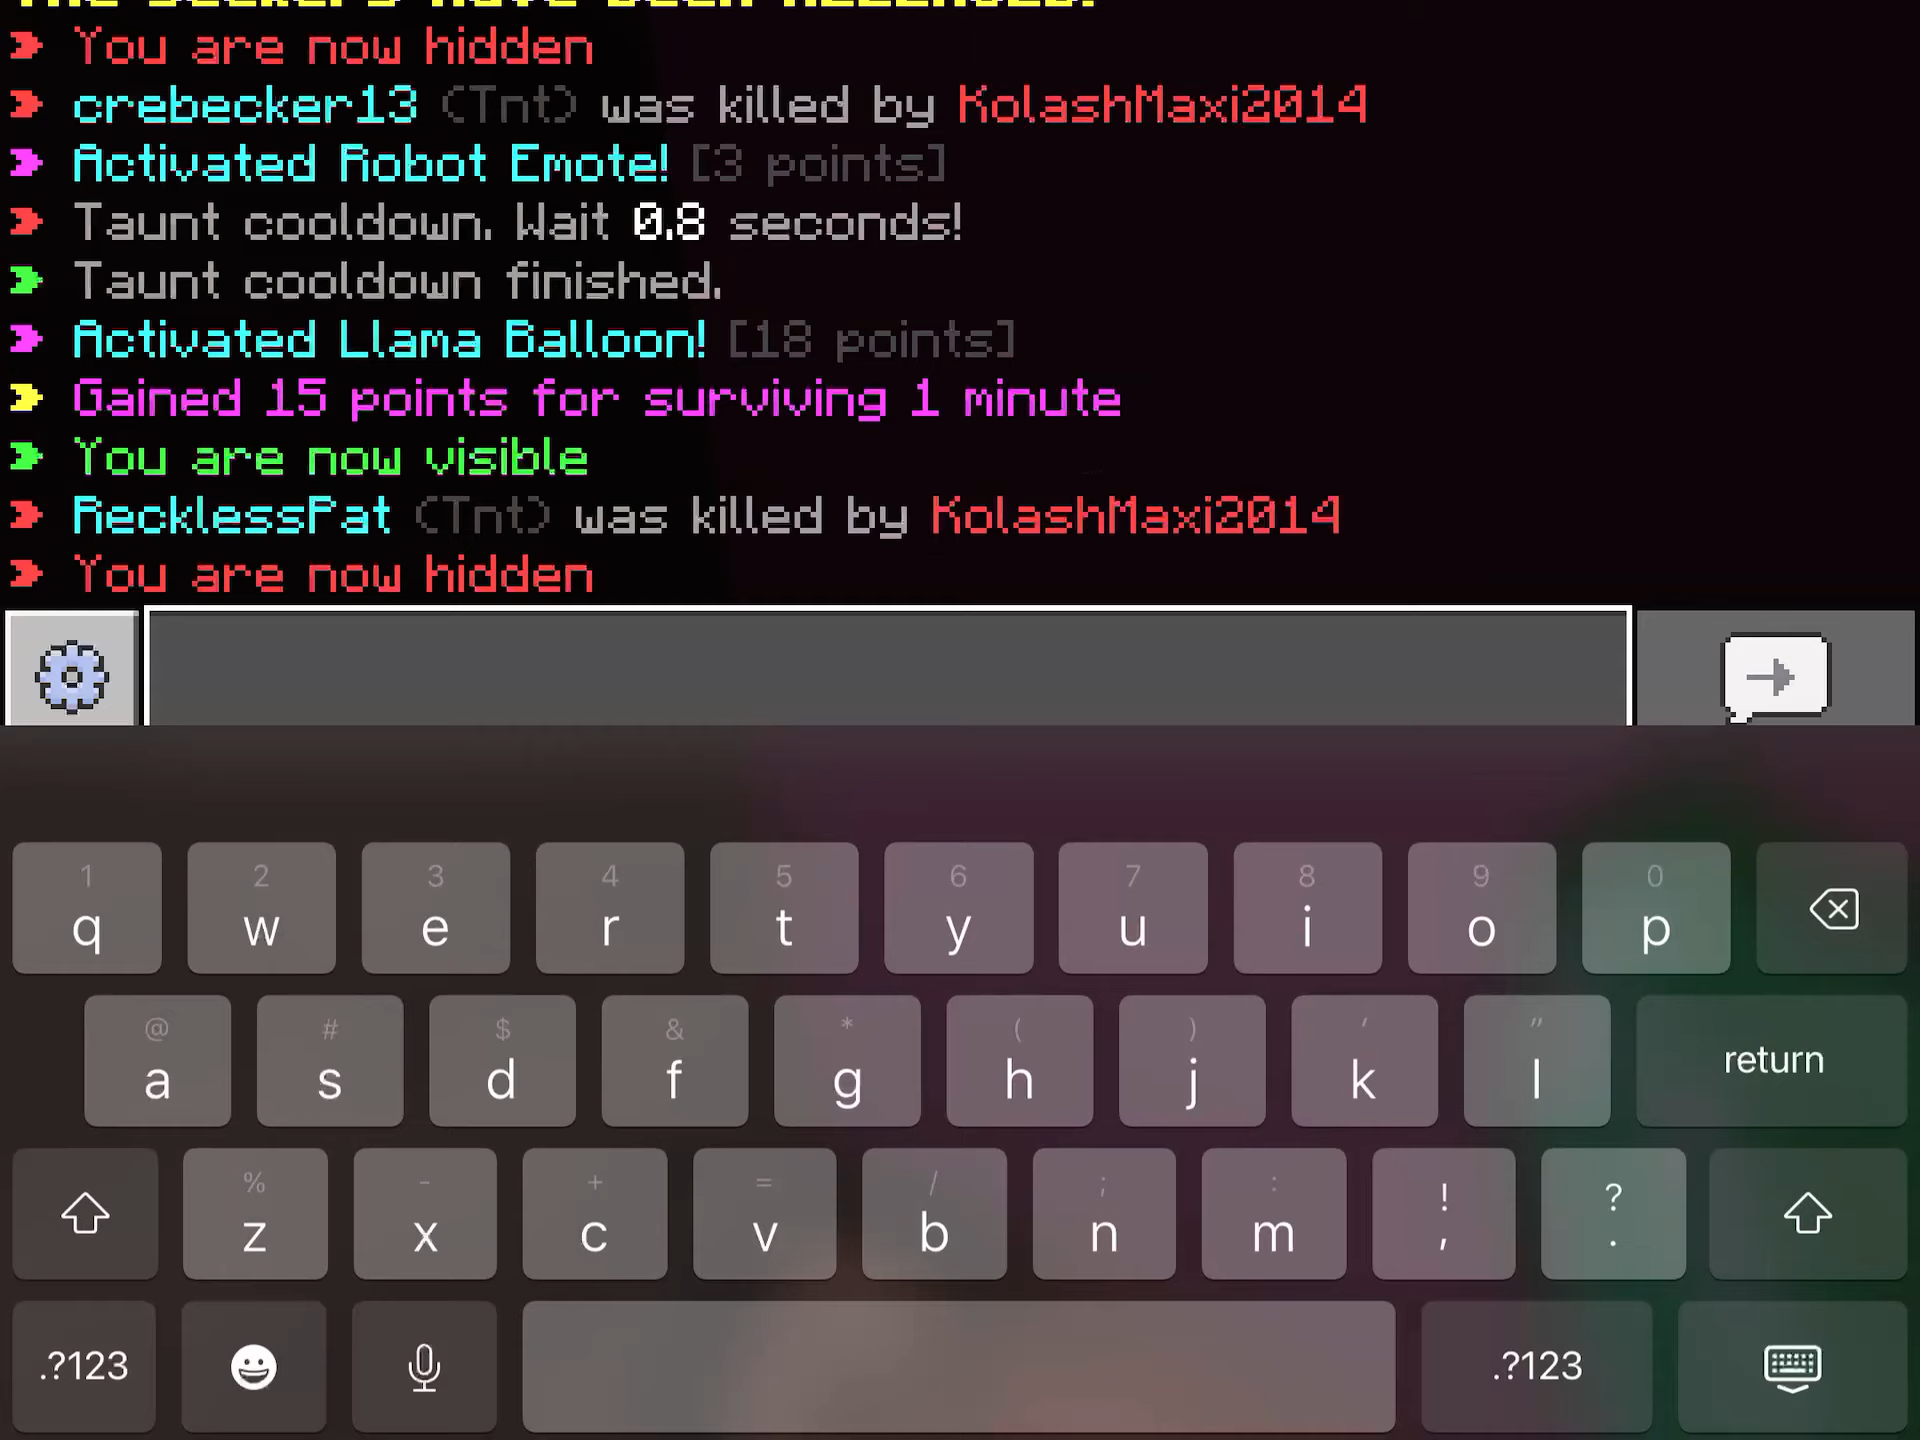 You are now hidden
crebecker13 (Tnt) was killed by KolashMaxi2014
Activated Robot Emote! [3 points]
Taunt cooldown. Wait 0.8 seconds!
Taunt cooldown finished.
Activated Llama Balloon! [18 points]
Gained 15 points for surviving 1 minute
You are now visible
RecklessPat (Tnt) was killed by KolashMaxi2014
You are now hidden
1 2 3 4 5 6 7 8 9 0
q w e r t y u i o p
@ # $ & * ( ) ' "
a s d f g h j k l return
% - + = / ; : ! ?
z x c v b n m , .
.?123 .?123